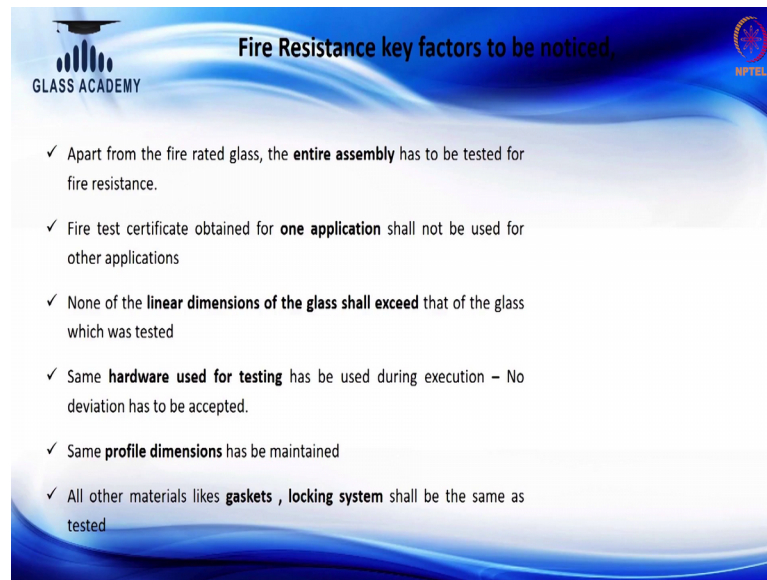 Fire Resistance key factors to be noticed,
GLASS ACADEMY
NPTEL
✓ Apart from the fire rated glass, the entire assembly has to be tested for
fire resistance.
✓ Fire test certificate obtained for one application shall not be used for
other applications
✓ None of the linear dimensions of the glass shall exceed that of the glass
which was tested
✓ Same hardware used for testing has be used during execution – No
deviation has to be accepted.
✓ Same profile dimensions has be maintained
✓ All other materials likes gaskets , locking system shall be the same as
tested